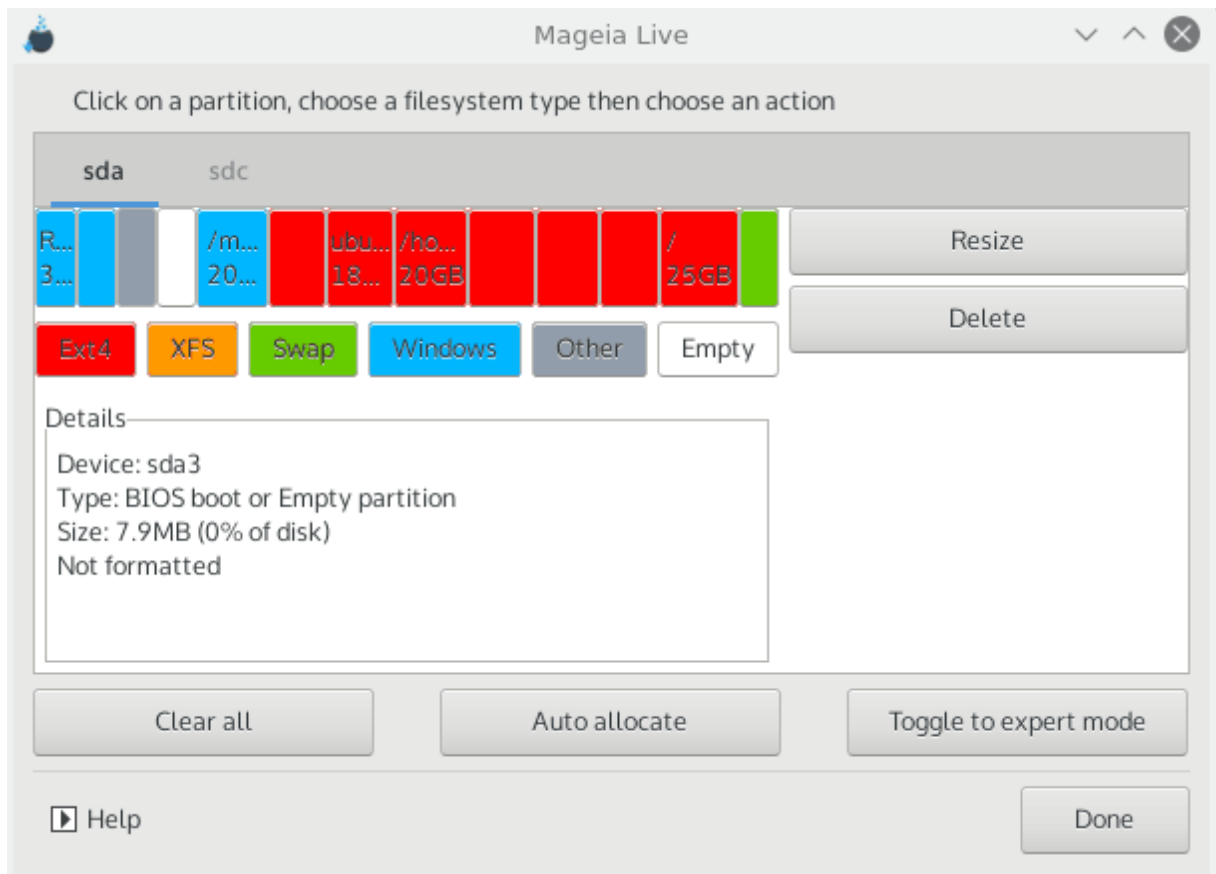 Mageia Live
Click on a partition, choose a filesystem type then choose an action
sda sdc
R... /m... ubu... /ho... /
3... 20... 18... 20GB 25GB
Resize
Delete
Ext4 XFS Swap Windows Other Empty
Details
Device: sda3
Type: BIOS boot or Empty partition
Size: 7.9MB (0% of disk)
Not formatted
Clear all Auto allocate Toggle to expert mode
Help Done